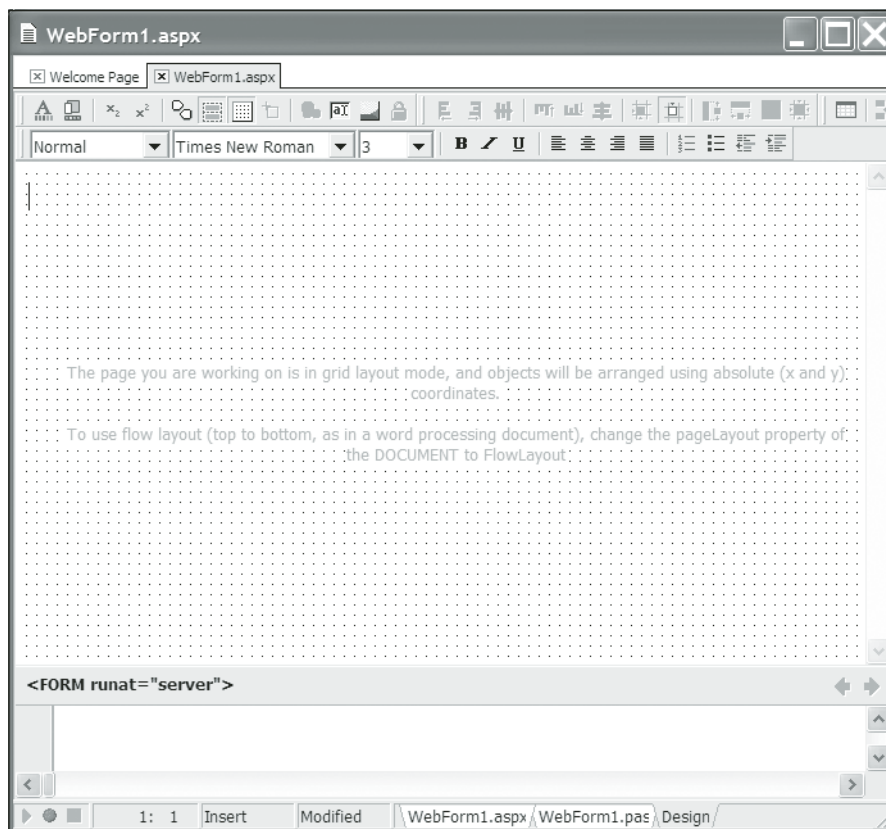 WebForm1.aspx
Welcome Page WebForm1.aspx
A x₂ x² aI
Normal Times New Roman 3 B I U
The page you are working on is in grid layout mode, and objects will be arranged using absolute (x and y)
coordinates.
To use flow layout (top to bottom, as in a word processing document), change the pageLayout property of
the DOCUMENT to FlowLayout
<FORM runat="server">
1: 1 Insert Modified WebForm1.aspx WebForm1.pas Design